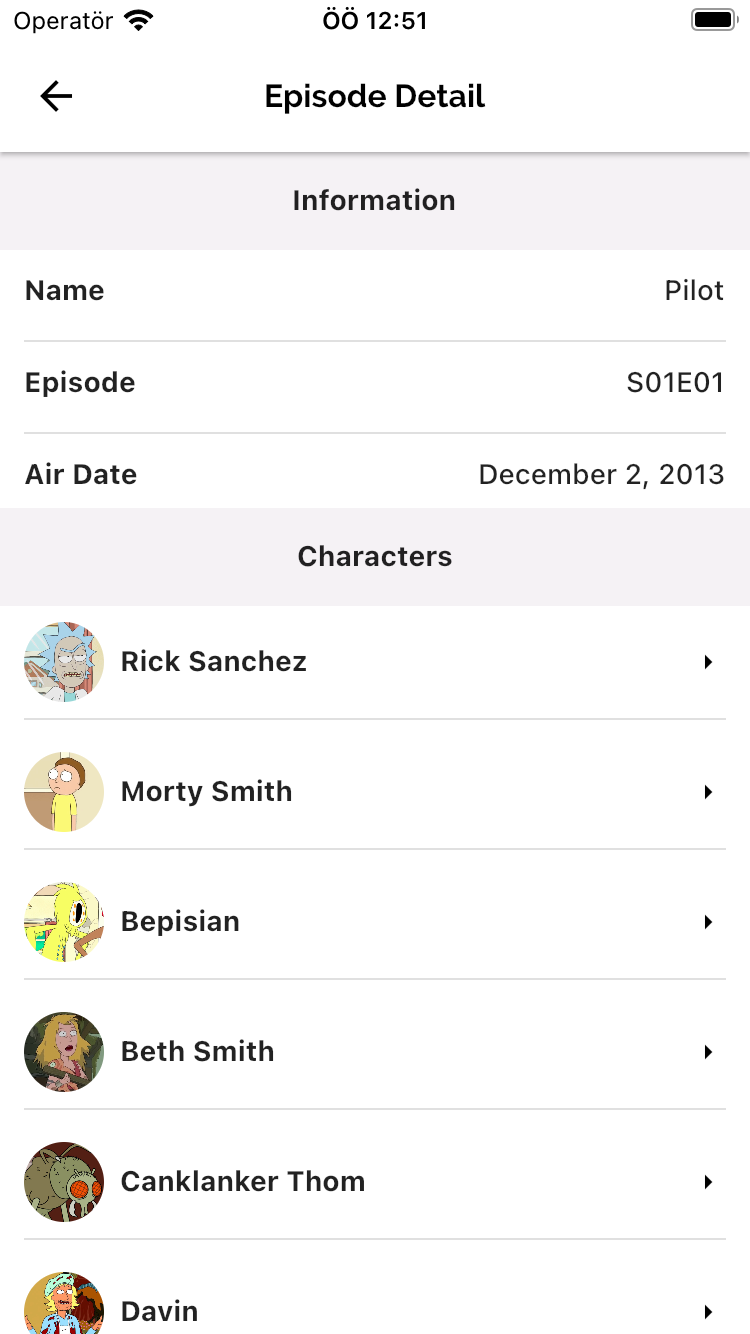 Operatör ÖÖ 12:51
Episode Detail
Information
Name Pilot
Episode S01E01
Air Date December 2, 2013
Characters
Rick Sanchez
Morty Smith
Bepisian
Beth Smith
Canklanker Thom
Davin